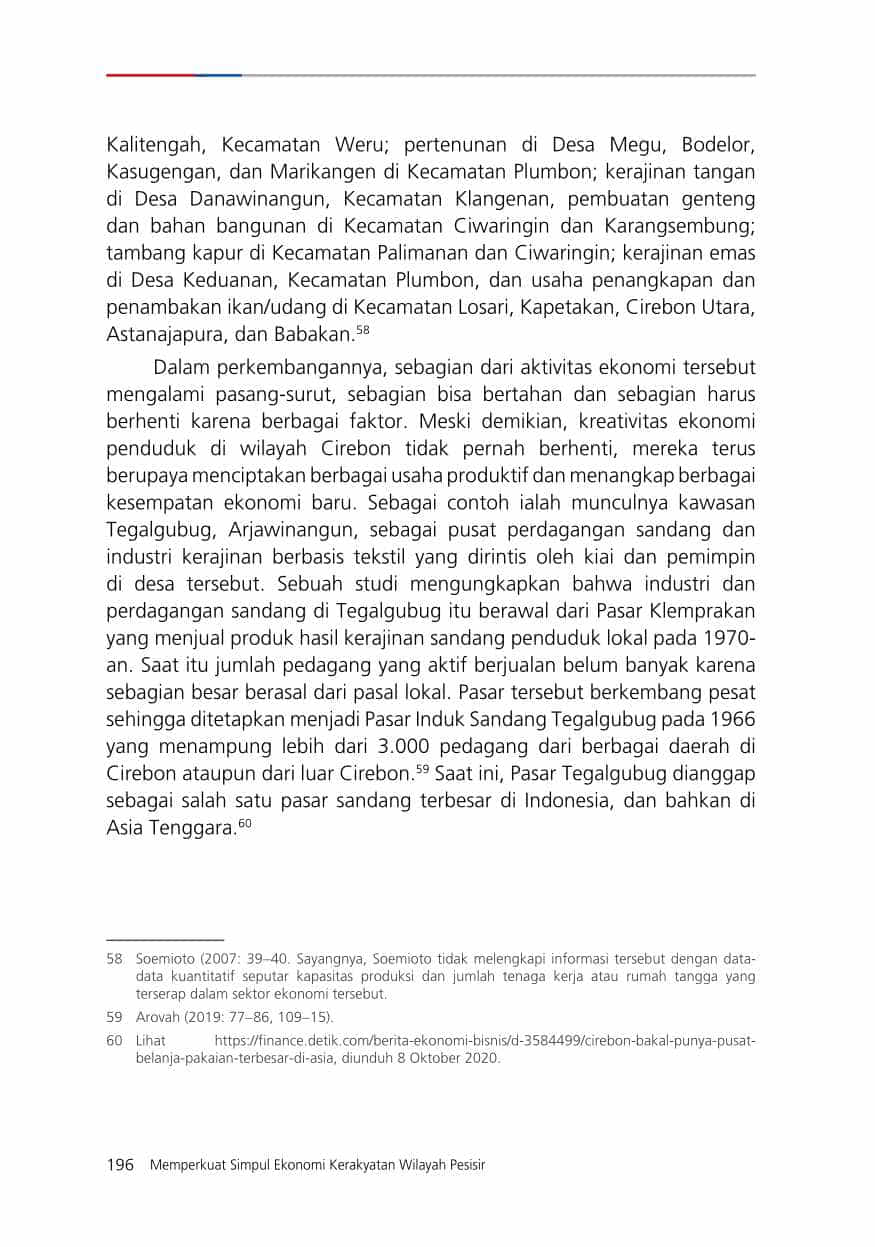 Kalitengah, Kecamatan Weru; pertenunan di Desa Megu, Bodelor,
Kasugengan, dan Marikangen di Kecamatan Plumbon; kerajinan tangan
di Desa Danawinangun, Kecamatan Klangenan, pembuatan genteng
dan bahan bangunan di Kecamatan Ciwaringin dan Karangsembung;
tambang kapur di Kecamatan Palimanan dan Ciwaringin; kerajinan emas
di Desa Keduanan, Kecamatan Plumbon, dan usaha penangkapan dan
penambakan ikan/udang di Kecamatan Losari, Kapetakan, Cirebon Utara,
Astanajapura, dan Babakan.58
Dalam perkembangannya, sebagian dari aktivitas ekonomi tersebut
mengalami pasang-surut, sebagian bisa bertahan dan sebagian harus
berhenti karena berbagai faktor. Meski demikian, kreativitas ekonomi
penduduk di wilayah Cirebon tidak pernah berhenti, mereka terus
berupaya menciptakan berbagai usaha produktif dan menangkap berbagai
kesempatan ekonomi baru. Sebagai contoh ialah munculnya kawasan
Tegalgubug, Arjawinangun, sebagai pusat perdagangan sandang dan
industri kerajinan berbasis tekstil yang dirintis oleh kiai dan pemimpin
di desa tersebut. Sebuah studi mengungkapkan bahwa industri dan
perdagangan sandang di Tegalgubug itu berawal dari Pasar Klemprakan
yang menjual produk hasil kerajinan sandang penduduk lokal pada 1970-
an. Saat itu jumlah pedagang yang aktif berjualan belum banyak karena
sebagian besar berasal dari pasal lokal. Pasar tersebut berkembang pesat
sehingga ditetapkan menjadi Pasar Induk Sandang Tegalgubug pada 1966
yang menampung lebih dari 3.000 pedagang dari berbagai daerah di
Cirebon ataupun dari luar Cirebon.59 Saat ini, Pasar Tegalgubug dianggap
sebagai salah satu pasar sandang terbesar di Indonesia, dan bahkan di
Asia Tenggara.60
58 Soemioto (2007: 39–40. Sayangnya, Soemioto tidak melengkapi informasi tersebut dengan data-
data kuantitatif seputar kapasitas produksi dan jumlah tenaga kerja atau rumah tangga yang
terserap dalam sektor ekonomi tersebut.
59 Arovah (2019: 77–86, 109–15).
60 Lihat https://finance.detik.com/berita-ekonomi-bisnis/d-3584499/cirebon-bakal-punya-pusat-
belanja-pakaian-terbesar-di-asia, diunduh 8 Oktober 2020.
196 Memperkuat Simpul Ekonomi Kerakyatan Wilayah Pesisir